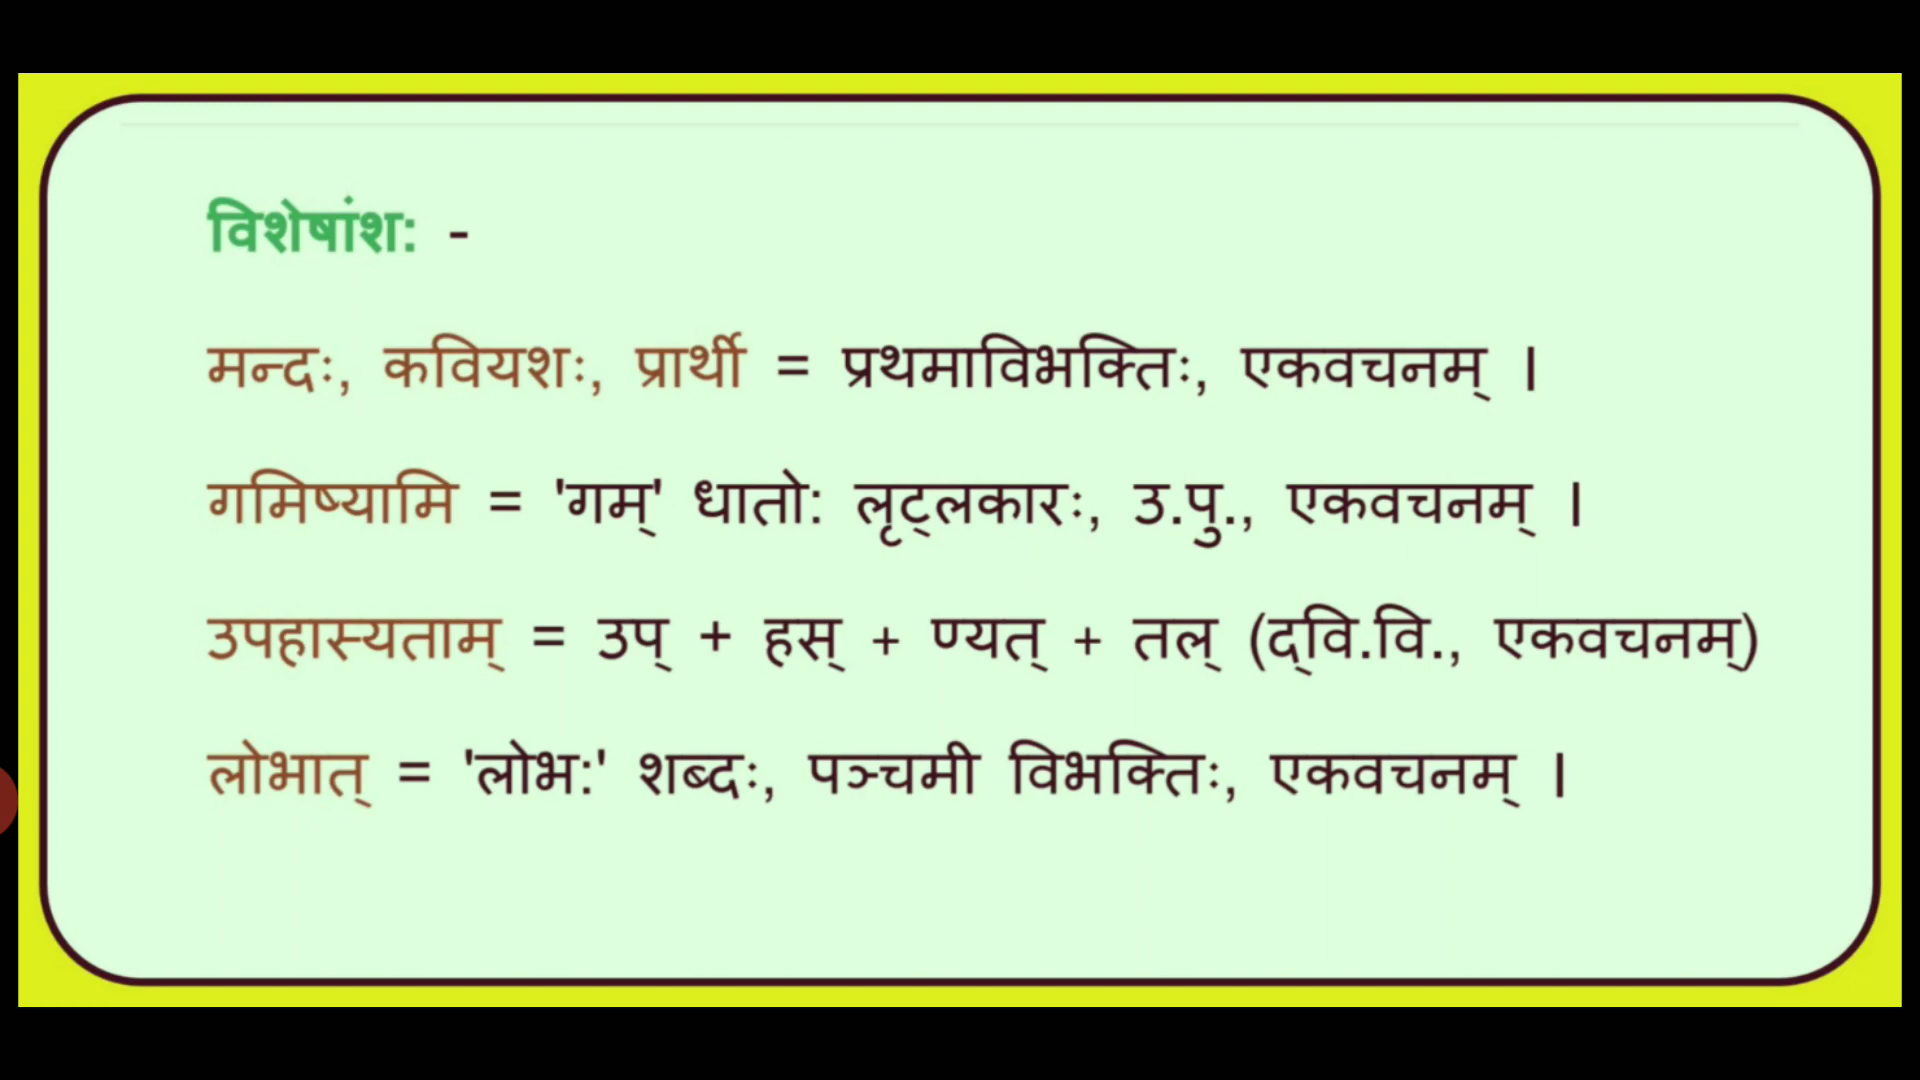 विशेषांश: -
मन्दः, कवियशः, प्रार्थी = प्रथमाविभक्तिः, एकवचनम् ।
गमिष्यामि = 'गम्' धातो: लृट्लकारः, उ.पु., एकवचनम् ।
उपहास्यताम् = उप् + हस् + ण्यत् + तल् (द्वि.वि., एकवचनम्)
लोभात् = 'लोभ:' शब्दः, पञ्चमी विभक्तिः, एकवचनम् ।